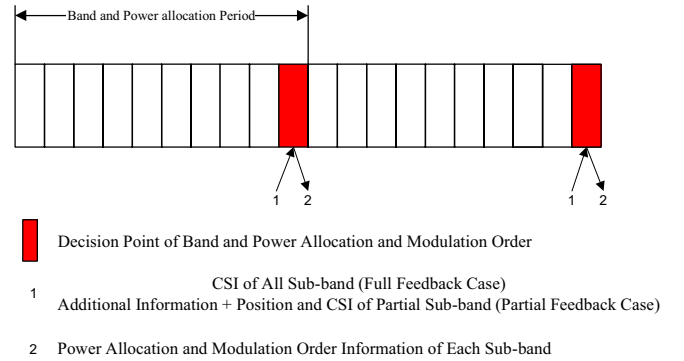 Band and Power allocation Period
1 2 1 2
Decision Point of Band and Power Allocation and Modulation Order
1 CSI of All Sub-band (Full Feedback Case)
Additional Information + Position and CSI of Partial Sub-band (Partial Feedback Case)
2 Power Allocation and Modulation Order Information of Each Sub-band